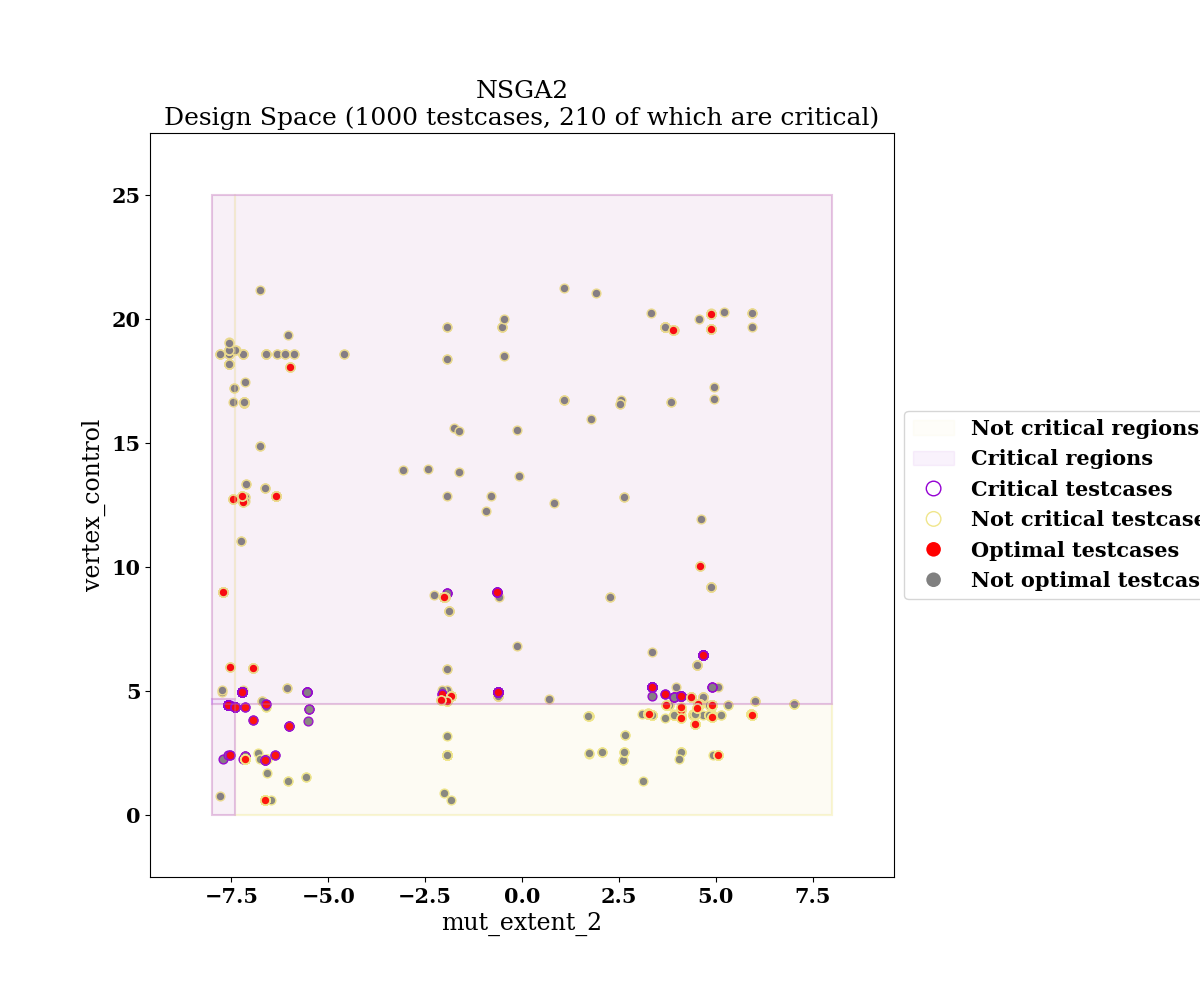 NSGA2
Design Space (1000 testcases, 210 of which are critical)
25
20
15
10
5
0
vertex_control
−7.5 −5.0 −2.5 0.0 2.5 5.0 7.5
mut_extent_2
Not critical regions
Critical regions
Critical testcases
Not critical testcase
Optimal testcases
Not optimal testcas